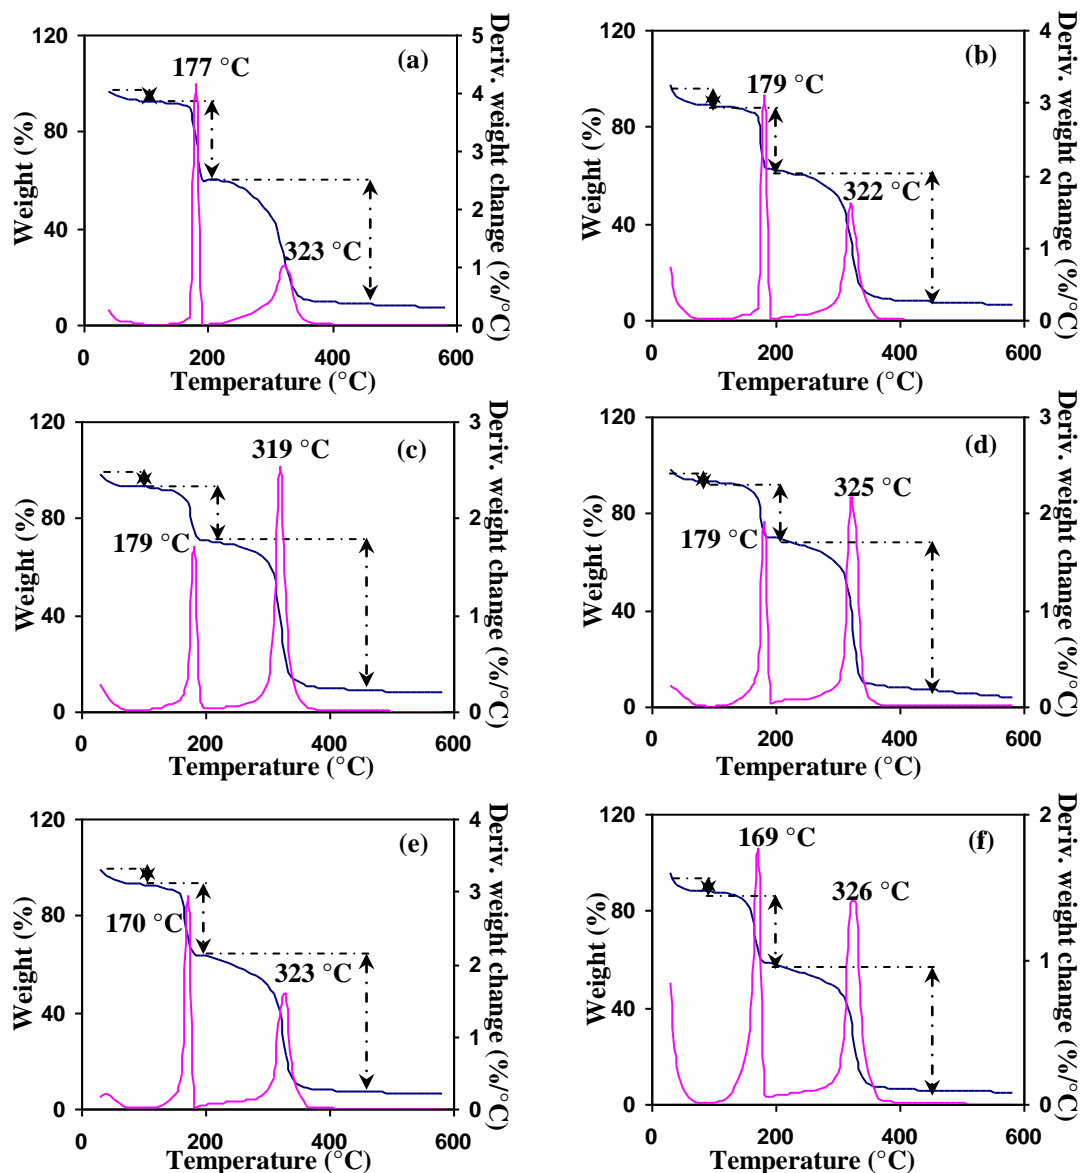 120
80
40
0
Weight (%)
(a)
177 °C
323 °C
5
4
3
2
1
0
Deriv. weight change (%/°C)
0 200 400 600
Temperature (°C)
120
80
40
0
Weight (%)
(b)
179 °C
322 °C
4
3
2
1
0
Deriv. weight change (%/°C)
0 200 400 600
Temperature (°C)
120
80
40
0
Weight (%)
(c)
319 °C
179 °C
3
2
1
0
Deriv. weight change (%/°C)
0 200 400 600
Temperature (°C)
120
80
40
0
Weight (%)
(d)
325 °C
179 °C
3
2
1
0
Deriv. weight change (%/°C)
0 200 400 600
Temperature (°C)
120
80
40
0
Weight (%)
(e)
170 °C
323 °C
4
3
2
1
0
Deriv. weight change (%/°C)
0 200 400 600
Temperature (°C)
120
80
40
0
Weight (%)
(f)
169 °C
326 °C
2
1
0
Deriv. weight change (%/°C)
0 200 400 600
Temperature (°C)